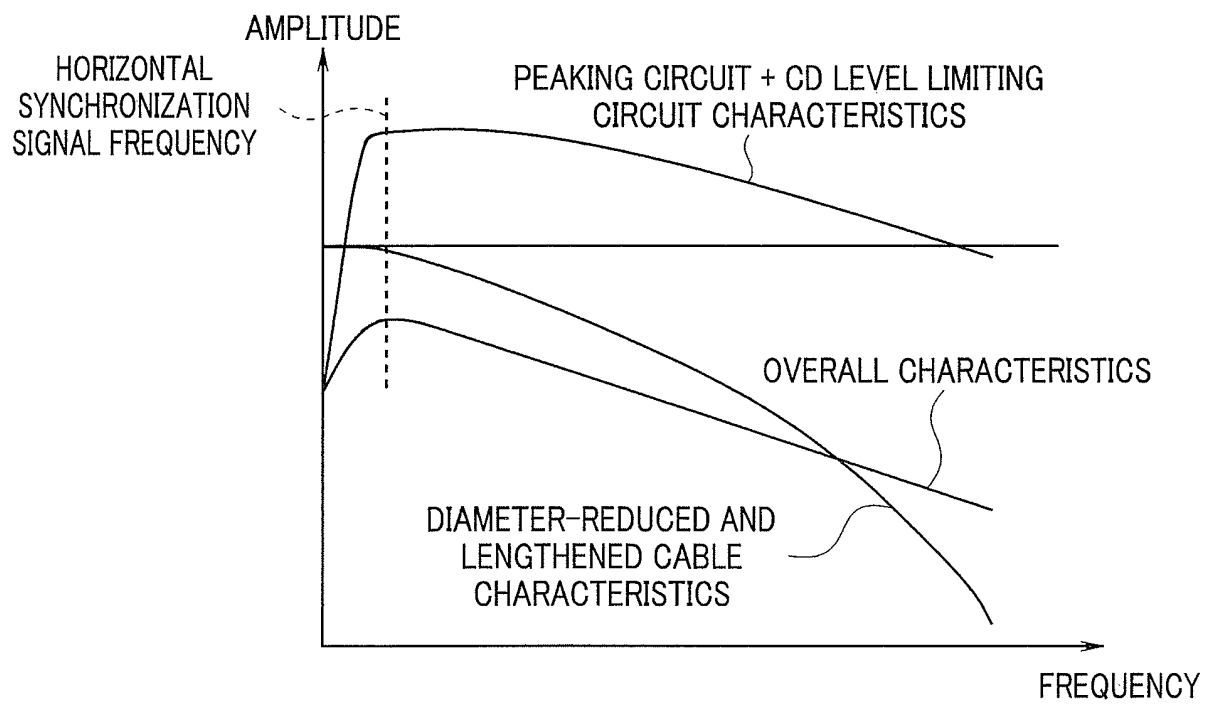 AMPLITUDE
HORIZONTAL
SYNCHRONIZATION
SIGNAL FREQUENCY
PEAKING CIRCUIT + CD LEVEL LIMITING
CIRCUIT CHARACTERISTICS
OVERALL CHARACTERISTICS
DIAMETER-REDUCED AND
LENGTHENED CABLE
CHARACTERISTICS
FREQUENCY